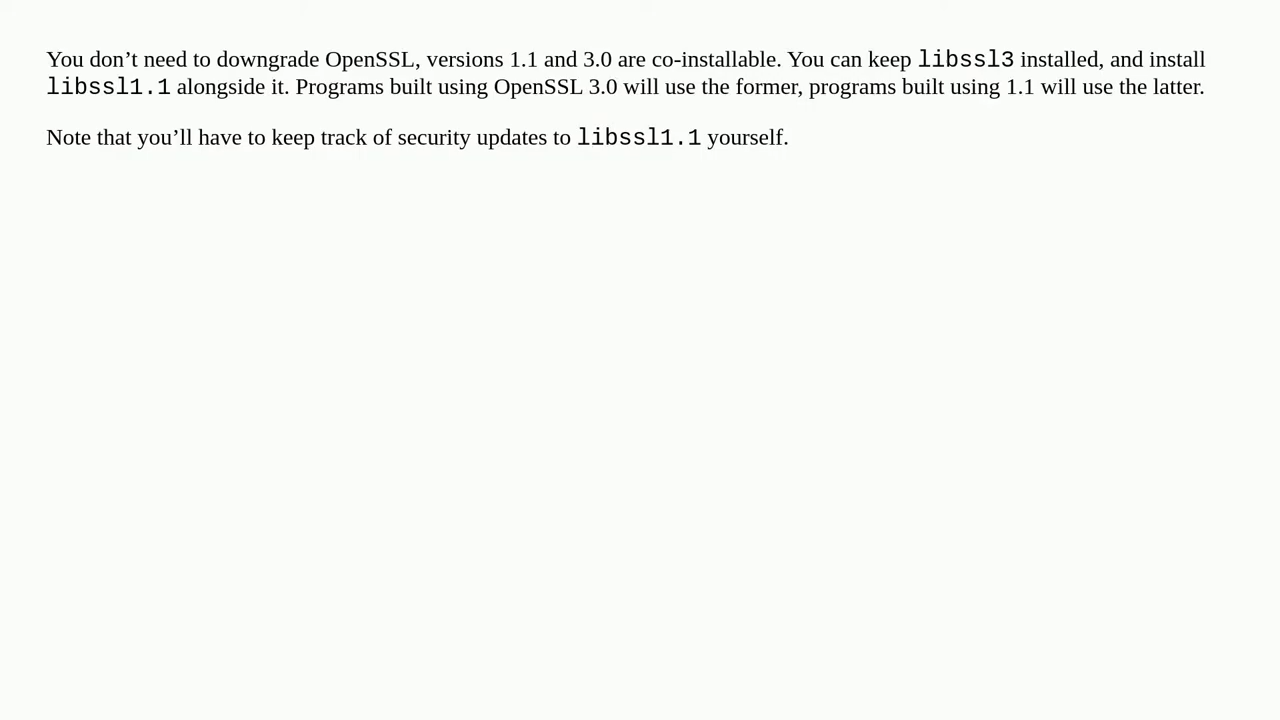 You don’t need to downgrade OpenSSL, versions 1.1 and 3.0 are co-installable. You can keep libssl3 installed, and install
libssl1.1 alongside it. Programs built using OpenSSL 3.0 will use the former, programs built using 1.1 will use the latter.
Note that you’ll have to keep track of security updates to libssl1.1 yourself.